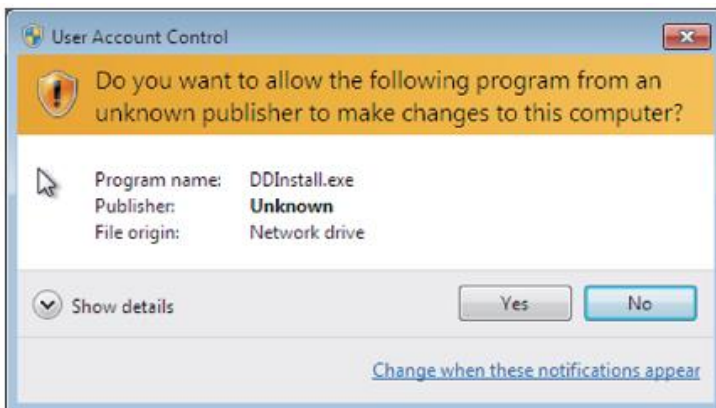 User Account Control
Do you want to allow the following program from an
unknown publisher to make changes to this computer?
Program name: DDInstall.exe
Publisher: Unknown
File origin: Network drive
Show details Yes No
Change when these notifications appear